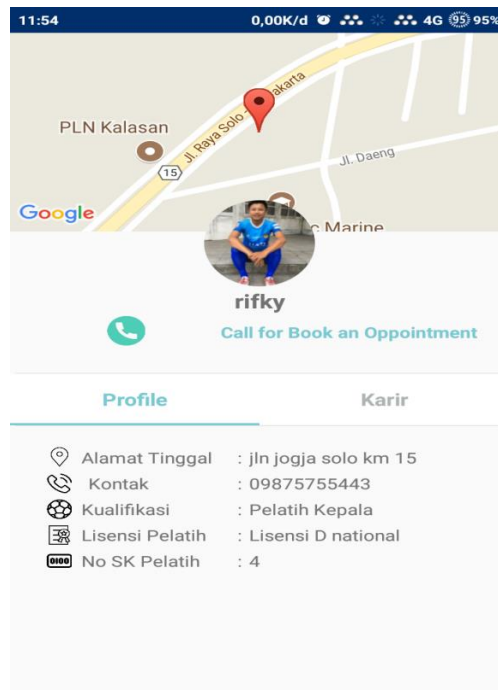 11:54 0,00K/d 4G 95 95%
PLN Kalasan
Jl. Raya Solo -
akarta
15
Jl. Daeng
Google
c Marine
rifky
Call for Book an Oppointment
Profile Karir
Alamat Tinggal : jln jogja solo km 15
Kontak : 09875755443
Kualifikasi : Pelatih Kepala
Lisensi Pelatih : Lisensi D national
0100 No SK Pelatih : 4